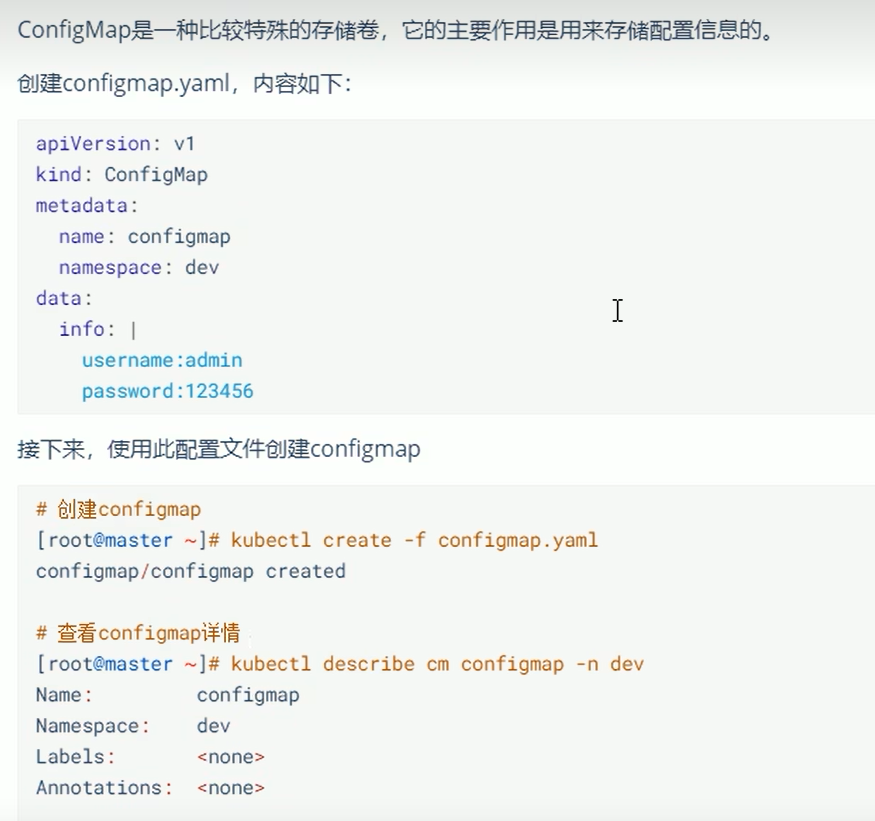 ConfigMap是一种比较特殊的存储卷，它的主要作用是用来存储配置信息的。
创建configmap.yaml，内容如下：
apiVersion: v1
kind: ConfigMap
metadata:
  name: configmap
  namespace: dev
data:
  info: |
    username:admin
    password:123456
接下来，使用此配置文件创建configmap
# 创建configmap
[root@master ~]# kubectl create -f configmap.yaml
configmap/configmap created
# 查看configmap详情
[root@master ~]# kubectl describe cm configmap -n dev
Name:         configmap
Namespace:    dev
Labels:       <none>
Annotations:  <none>